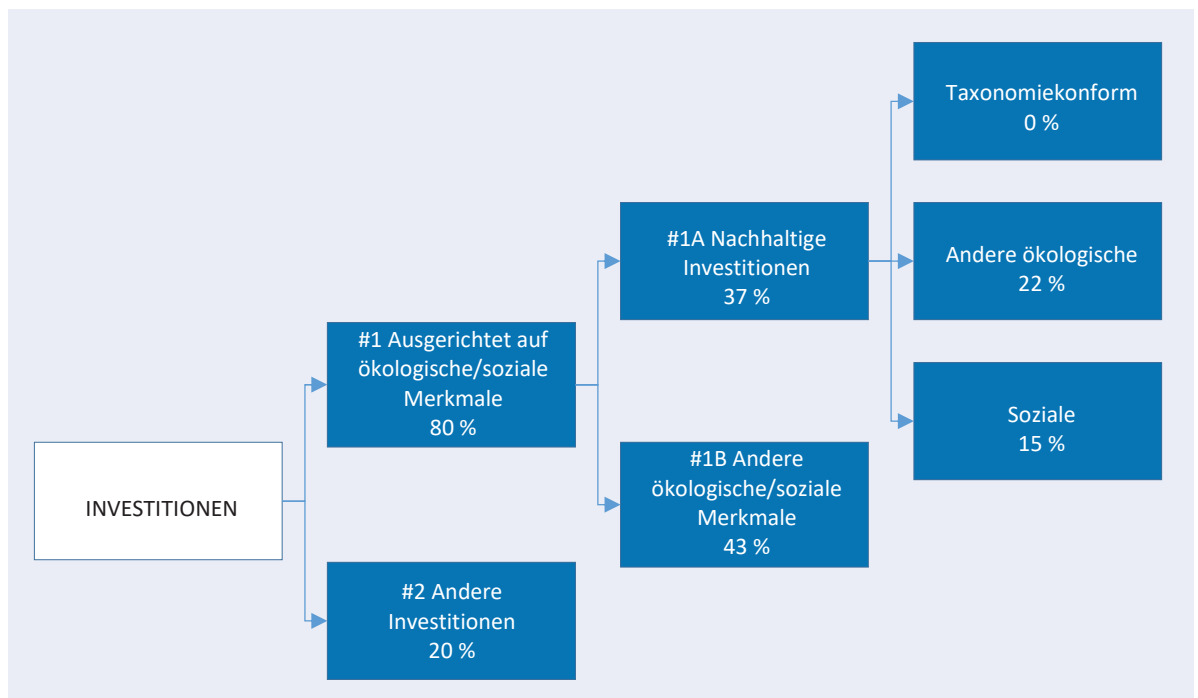 INVESTITIONEN
#1 Ausgerichtet auf
ökologische/soziale
Merkmale
80 %
#2 Andere
Investitionen
20 %
#1A Nachhaltige
Investitionen
37 %
#1B Andere
ökologische/soziale
Merkmale
43 %
Taxonomiekonform
0 %
Andere ökologische
22 %
Soziale
15 %